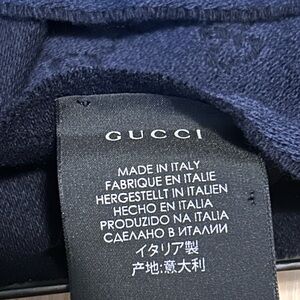 GUCCI
MADE IN ITALY
FABRIQUE EN ITALIE
HERGESTELLT IN ITALIEN
HECHO EN ITALIA
PRODUZIDO NA ITALIA
СДЕЛАНО В ИТАЛИИ
イタリア製
产地:意大利